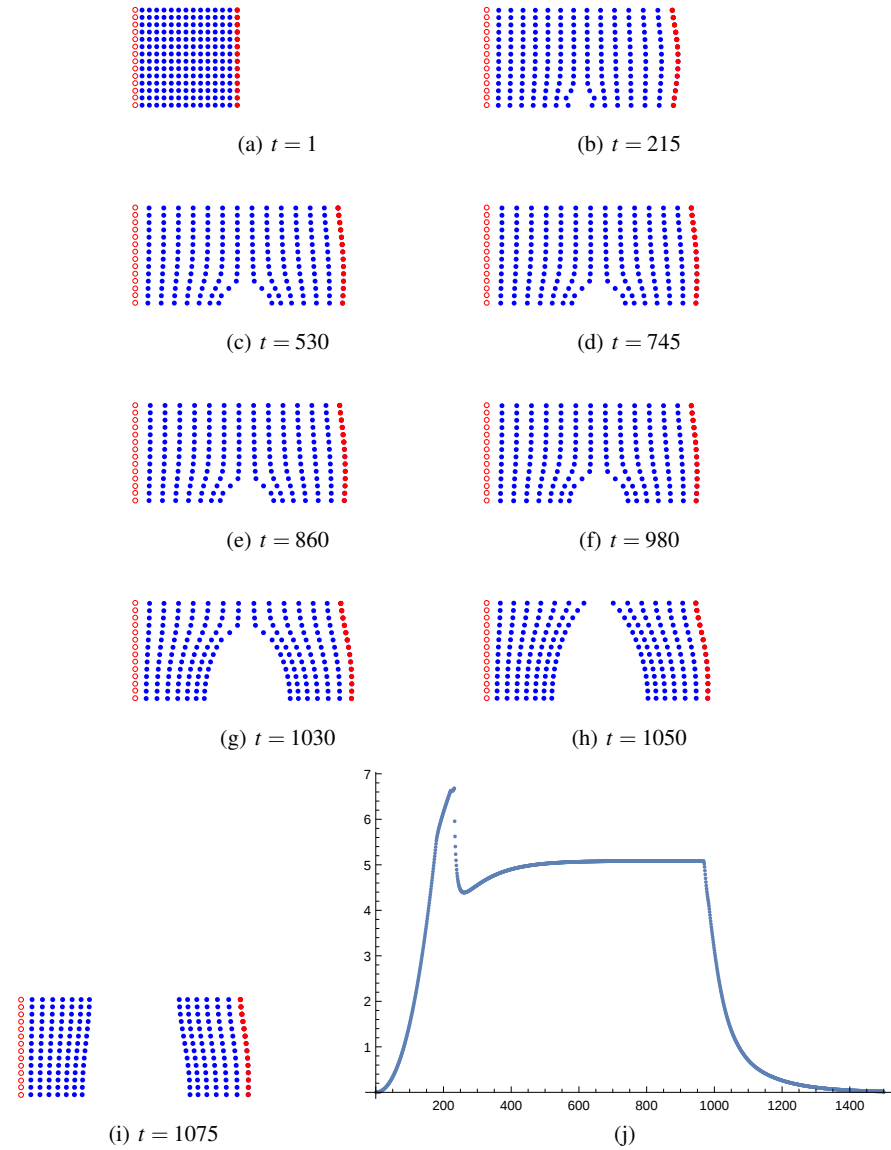 (a) t = 1
(b) t = 215
(c) t = 530
(d) t = 745
(e) t = 860
(f) t = 980
(g) t = 1030
(h) t = 1050
7
6
5
4
3
2
1
200 400 600 800 1000 1200 1400
(i) t = 1075
(j)